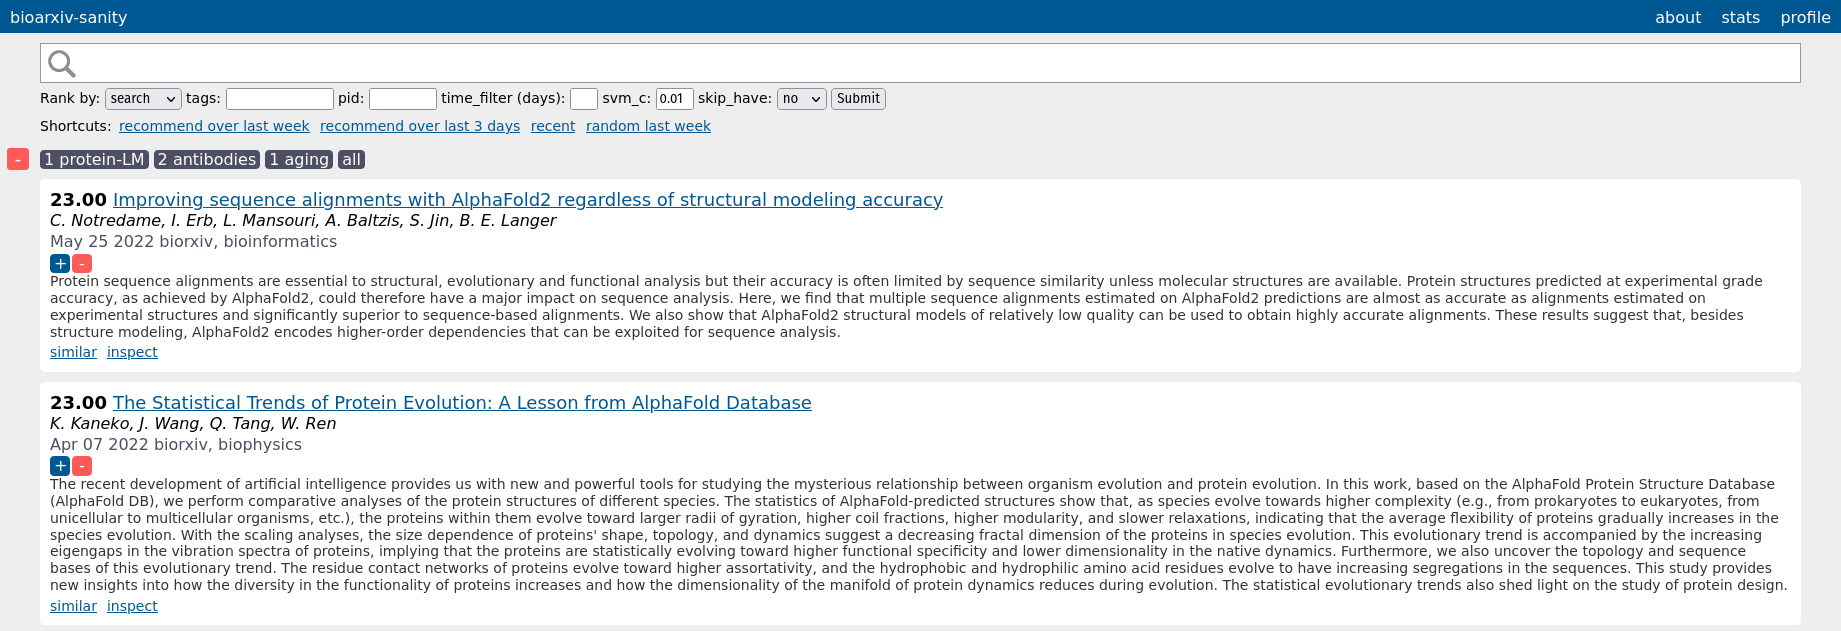 bioarxiv-sanity about stats profile
Rank by: search tags: pid: time_filter (days): svm_c: 0.01 skip_have: no Submit
Shortcuts: recommend over last week recommend over last 3 days recent random last week
- 1 protein-LM 2 antibodies 1 aging all
23.00 Improving sequence alignments with AlphaFold2 regardless of structural modeling accuracy
C. Notredame, I. Erb, L. Mansouri, A. Baltzis, S. Jin, B. E. Langer
May 25 2022 biorxiv, bioinformatics
+ -
Protein sequence alignments are essential to structural, evolutionary and functional analysis but their accuracy is often limited by sequence similarity unless molecular structures are available. Protein structures predicted at experimental grade
accuracy, as achieved by AlphaFold2, could therefore have a major impact on sequence analysis. Here, we find that multiple sequence alignments estimated on AlphaFold2 predictions are almost as accurate as alignments estimated on
experimental structures and significantly superior to sequence-based alignments. We also show that AlphaFold2 structural models of relatively low quality can be used to obtain highly accurate alignments. These results suggest that, besides
structure modeling, AlphaFold2 encodes higher-order dependencies that can be exploited for sequence analysis.
similar inspect
23.00 The Statistical Trends of Protein Evolution: A Lesson from AlphaFold Database
K. Kaneko, J. Wang, Q. Tang, W. Ren
Apr 07 2022 biorxiv, biophysics
+ -
The recent development of artificial intelligence provides us with new and powerful tools for studying the mysterious relationship between organism evolution and protein evolution. In this work, based on the AlphaFold Protein Structure Database
(AlphaFold DB), we perform comparative analyses of the protein structures of different species. The statistics of AlphaFold-predicted structures show that, as species evolve towards higher complexity (e.g., from prokaryotes to eukaryotes, from
unicellular to multicellular organisms, etc.), the proteins within them evolve toward larger radii of gyration, higher coil fractions, higher modularity, and slower relaxations, indicating that the average flexibility of proteins gradually increases in the
species evolution. With the scaling analyses, the size dependence of proteins' shape, topology, and dynamics suggest a decreasing fractal dimension of the proteins in species evolution. This evolutionary trend is accompanied by the increasing
eigengaps in the vibration spectra of proteins, implying that the proteins are statistically evolving toward higher functional specificity and lower dimensionality in the native dynamics. Furthermore, we also uncover the topology and sequence
bases of this evolutionary trend. The residue contact networks of proteins evolve toward higher assortativity, and the hydrophobic and hydrophilic amino acid residues evolve to have increasing segregations in the sequences. This study provides
new insights into how the diversity in the functionality of proteins increases and how the dimensionality of the manifold of protein dynamics reduces during evolution. The statistical evolutionary trends also shed light on the study of protein design.
similar inspect